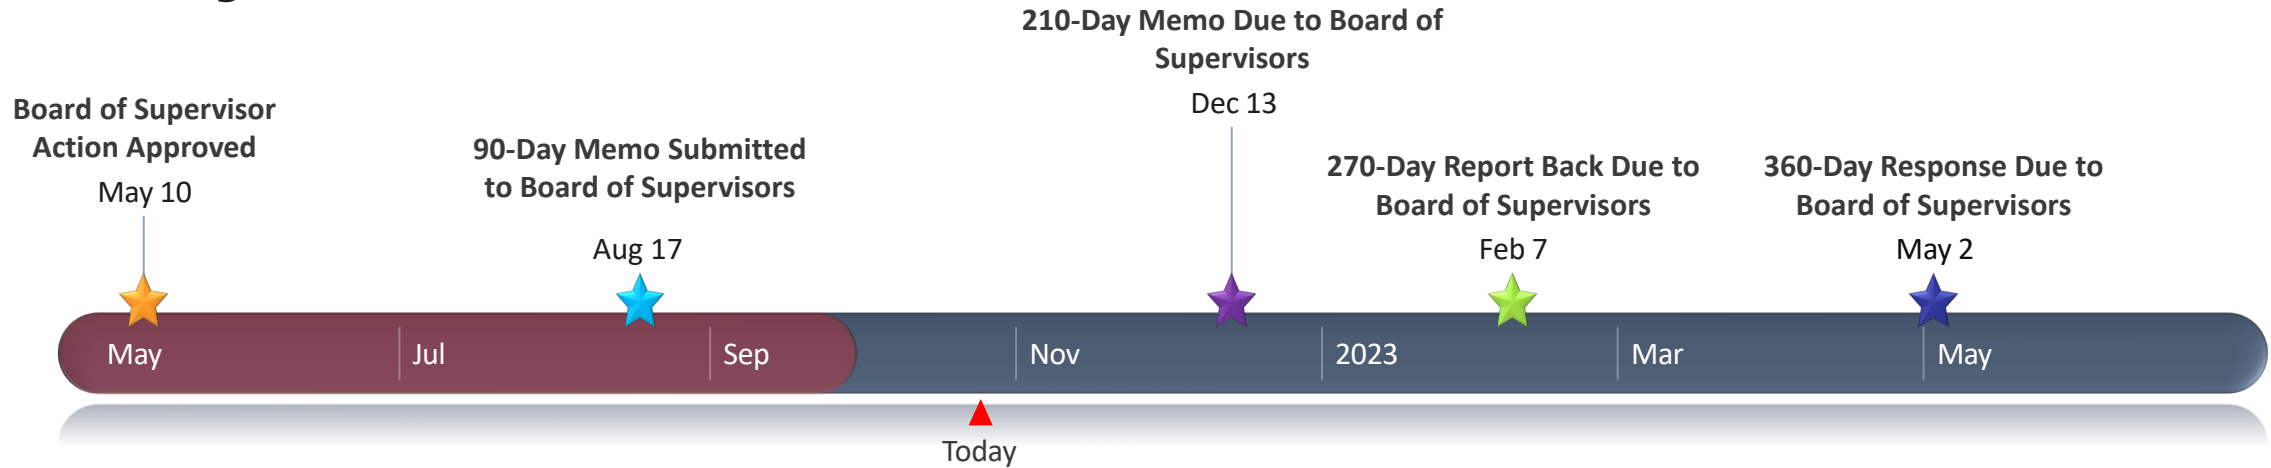 210-Day Memo Due to Board of
Supervisors
Dec 13
Board of Supervisor
Action Approved
May 10
90-Day Memo Submitted
to Board of Supervisors
Aug 17
270-Day Report Back Due to
Board of Supervisors
Feb 7
360-Day Response Due to
Board of Supervisors
May 2
May Jul Sep Nov 2023 Mar May
Today